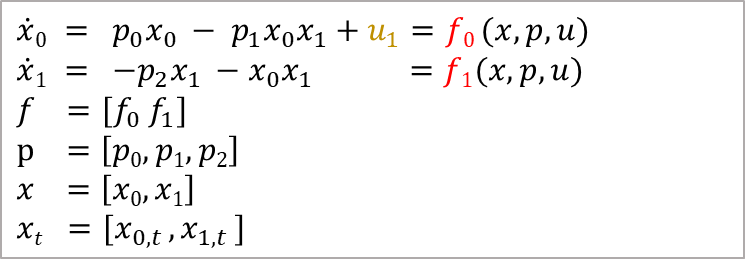 ẋ₀ = p₀x₀ − p₁x₀x₁ + u₁ = f₀ (x, p, u)
ẋ₁ = −p₂x₁ − x₀x₁ = f₁(x, p, u)
f = [f₀ f₁]
p = [p₀, p₁, p₂]
x = [x₀, x₁]
xₜ = [x₀,ₜ , x₁,ₜ ]